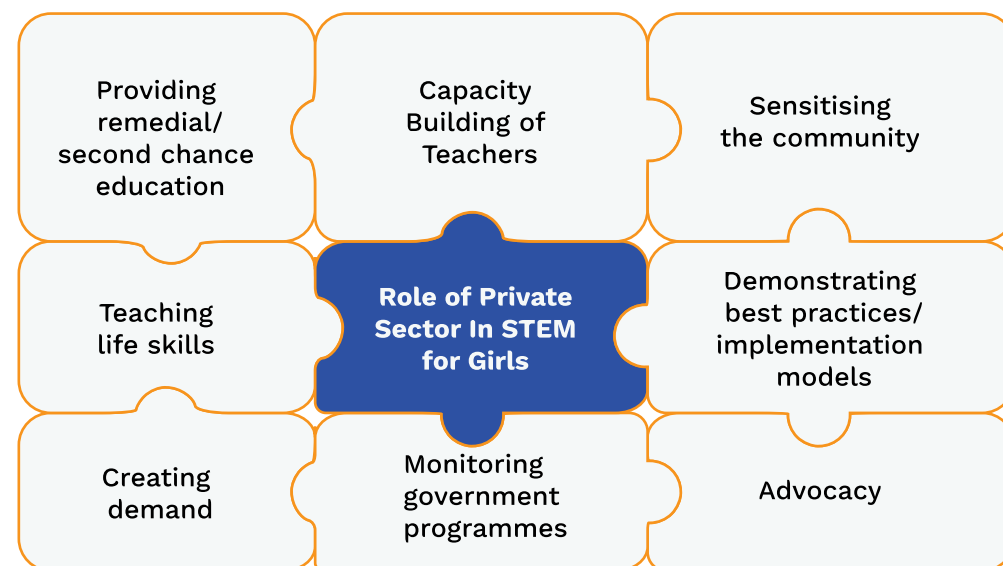 Providing
remedial/
second chance
education
Capacity
Building of
Teachers
Sensitising
the community
Teaching
life skills
Role of Private
Sector In STEM
for Girls
Demonstrating
best practices/
implementation
models
Creating
demand
Monitoring
government
programmes
Advocacy